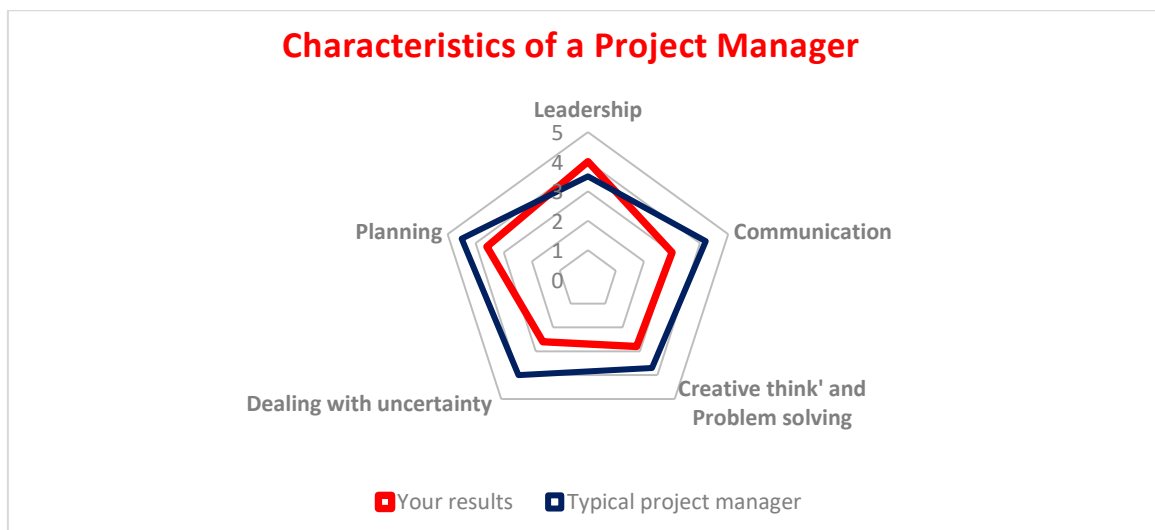 Characteristics of a Project Manager
Leadership
5
4
3
2
1
0
Planning
Communication
Dealing with uncertainty
Creative think' and
Problem solving
Your results
Typical project manager